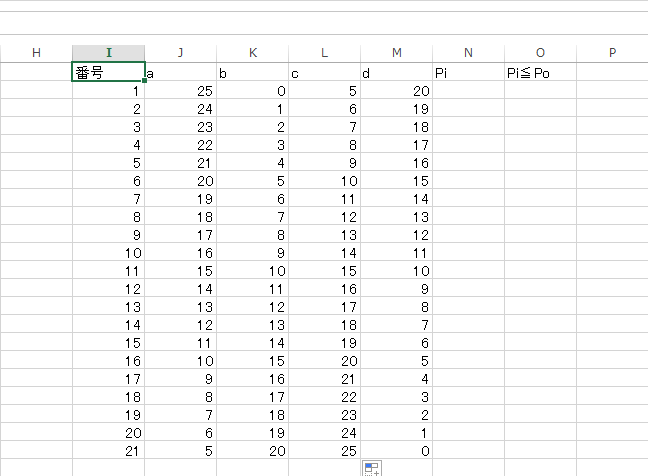 H I J K L M N O P
番号 a b c d Pi Pi≦Po
1 25 0 5 20
2 24 1 6 19
3 23 2 7 18
4 22 3 8 17
5 21 4 9 16
6 20 5 10 15
7 19 6 11 14
8 18 7 12 13
9 17 8 13 12
10 16 9 14 11
11 15 10 15 10
12 14 11 16 9
13 13 12 17 8
14 12 13 18 7
15 11 14 19 6
16 10 15 20 5
17 9 16 21 4
18 8 17 22 3
19 7 18 23 2
20 6 19 24 1
21 5 20 25 0